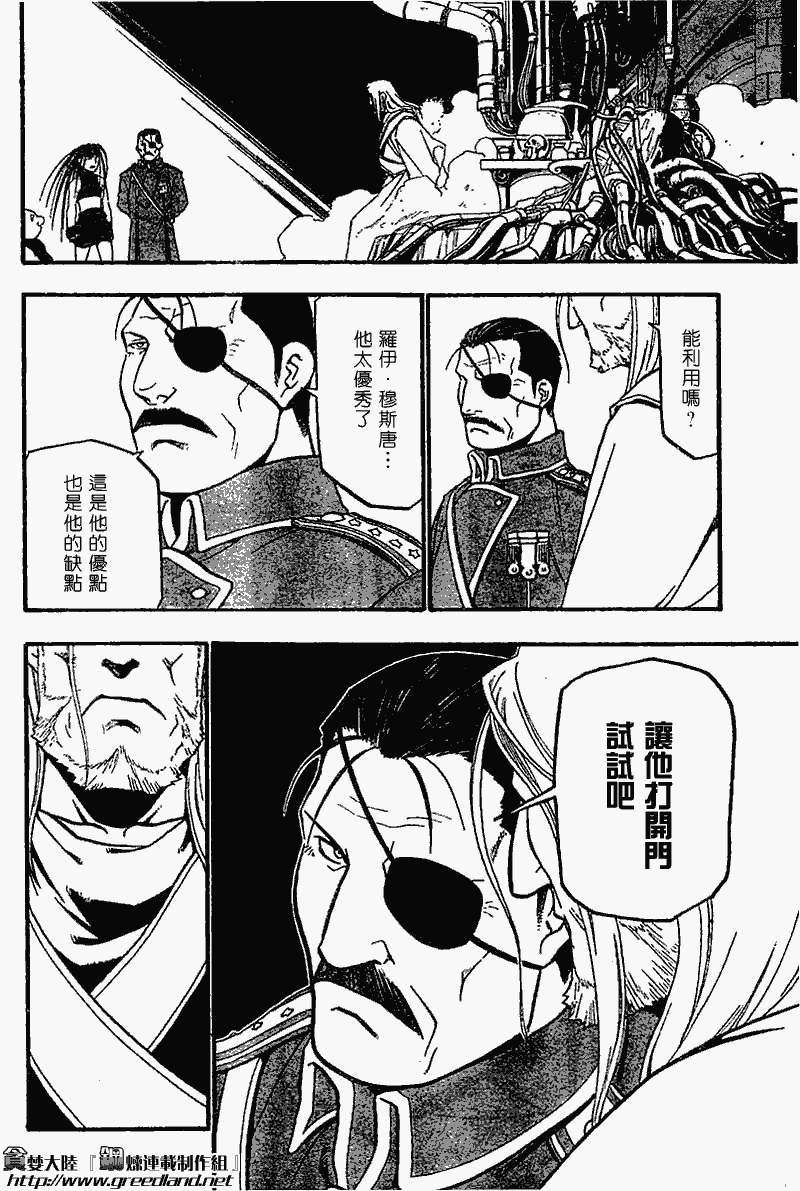 能利用嗎?
羅伊．穆斯唐…
他太優秀了
這是他的優點
也是他的缺點
讓他打開門
試試吧
貪婪大陸『鋼煉連載制作組』
http://www.greedland.net